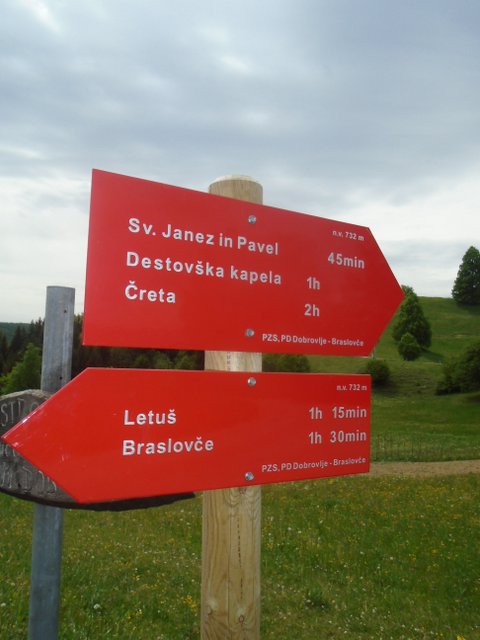 n.v. 732 m
Sv. Janez in Pavel 45min
Destovška kapela 1h
Čreta 2h
PZS, PD Dobrovlje - Braslovče
n.v. 732 m
Letuš 1h 15min
Braslovče 1h 30min
PZS, PD Dobrovlje - Braslovče